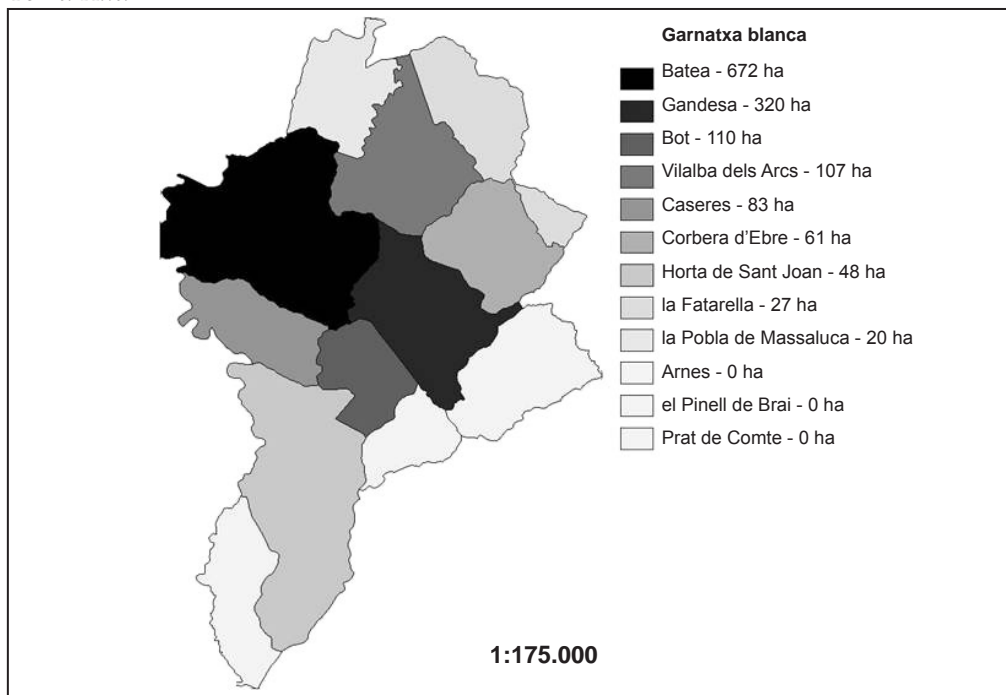 Garnatxa blanca
Batea - 672 ha
Gandesa - 320 ha
Bot - 110 ha
Vilalba dels Arcs - 107 ha
Caseres - 83 ha
Corbera d'Ebre - 61 ha
Horta de Sant Joan - 48 ha
la Fatarella - 27 ha
la Pobla de Massaluca - 20 ha
Arnes - 0 ha
el Pinell de Brai - 0 ha
Prat de Comte - 0 ha
1:175.000